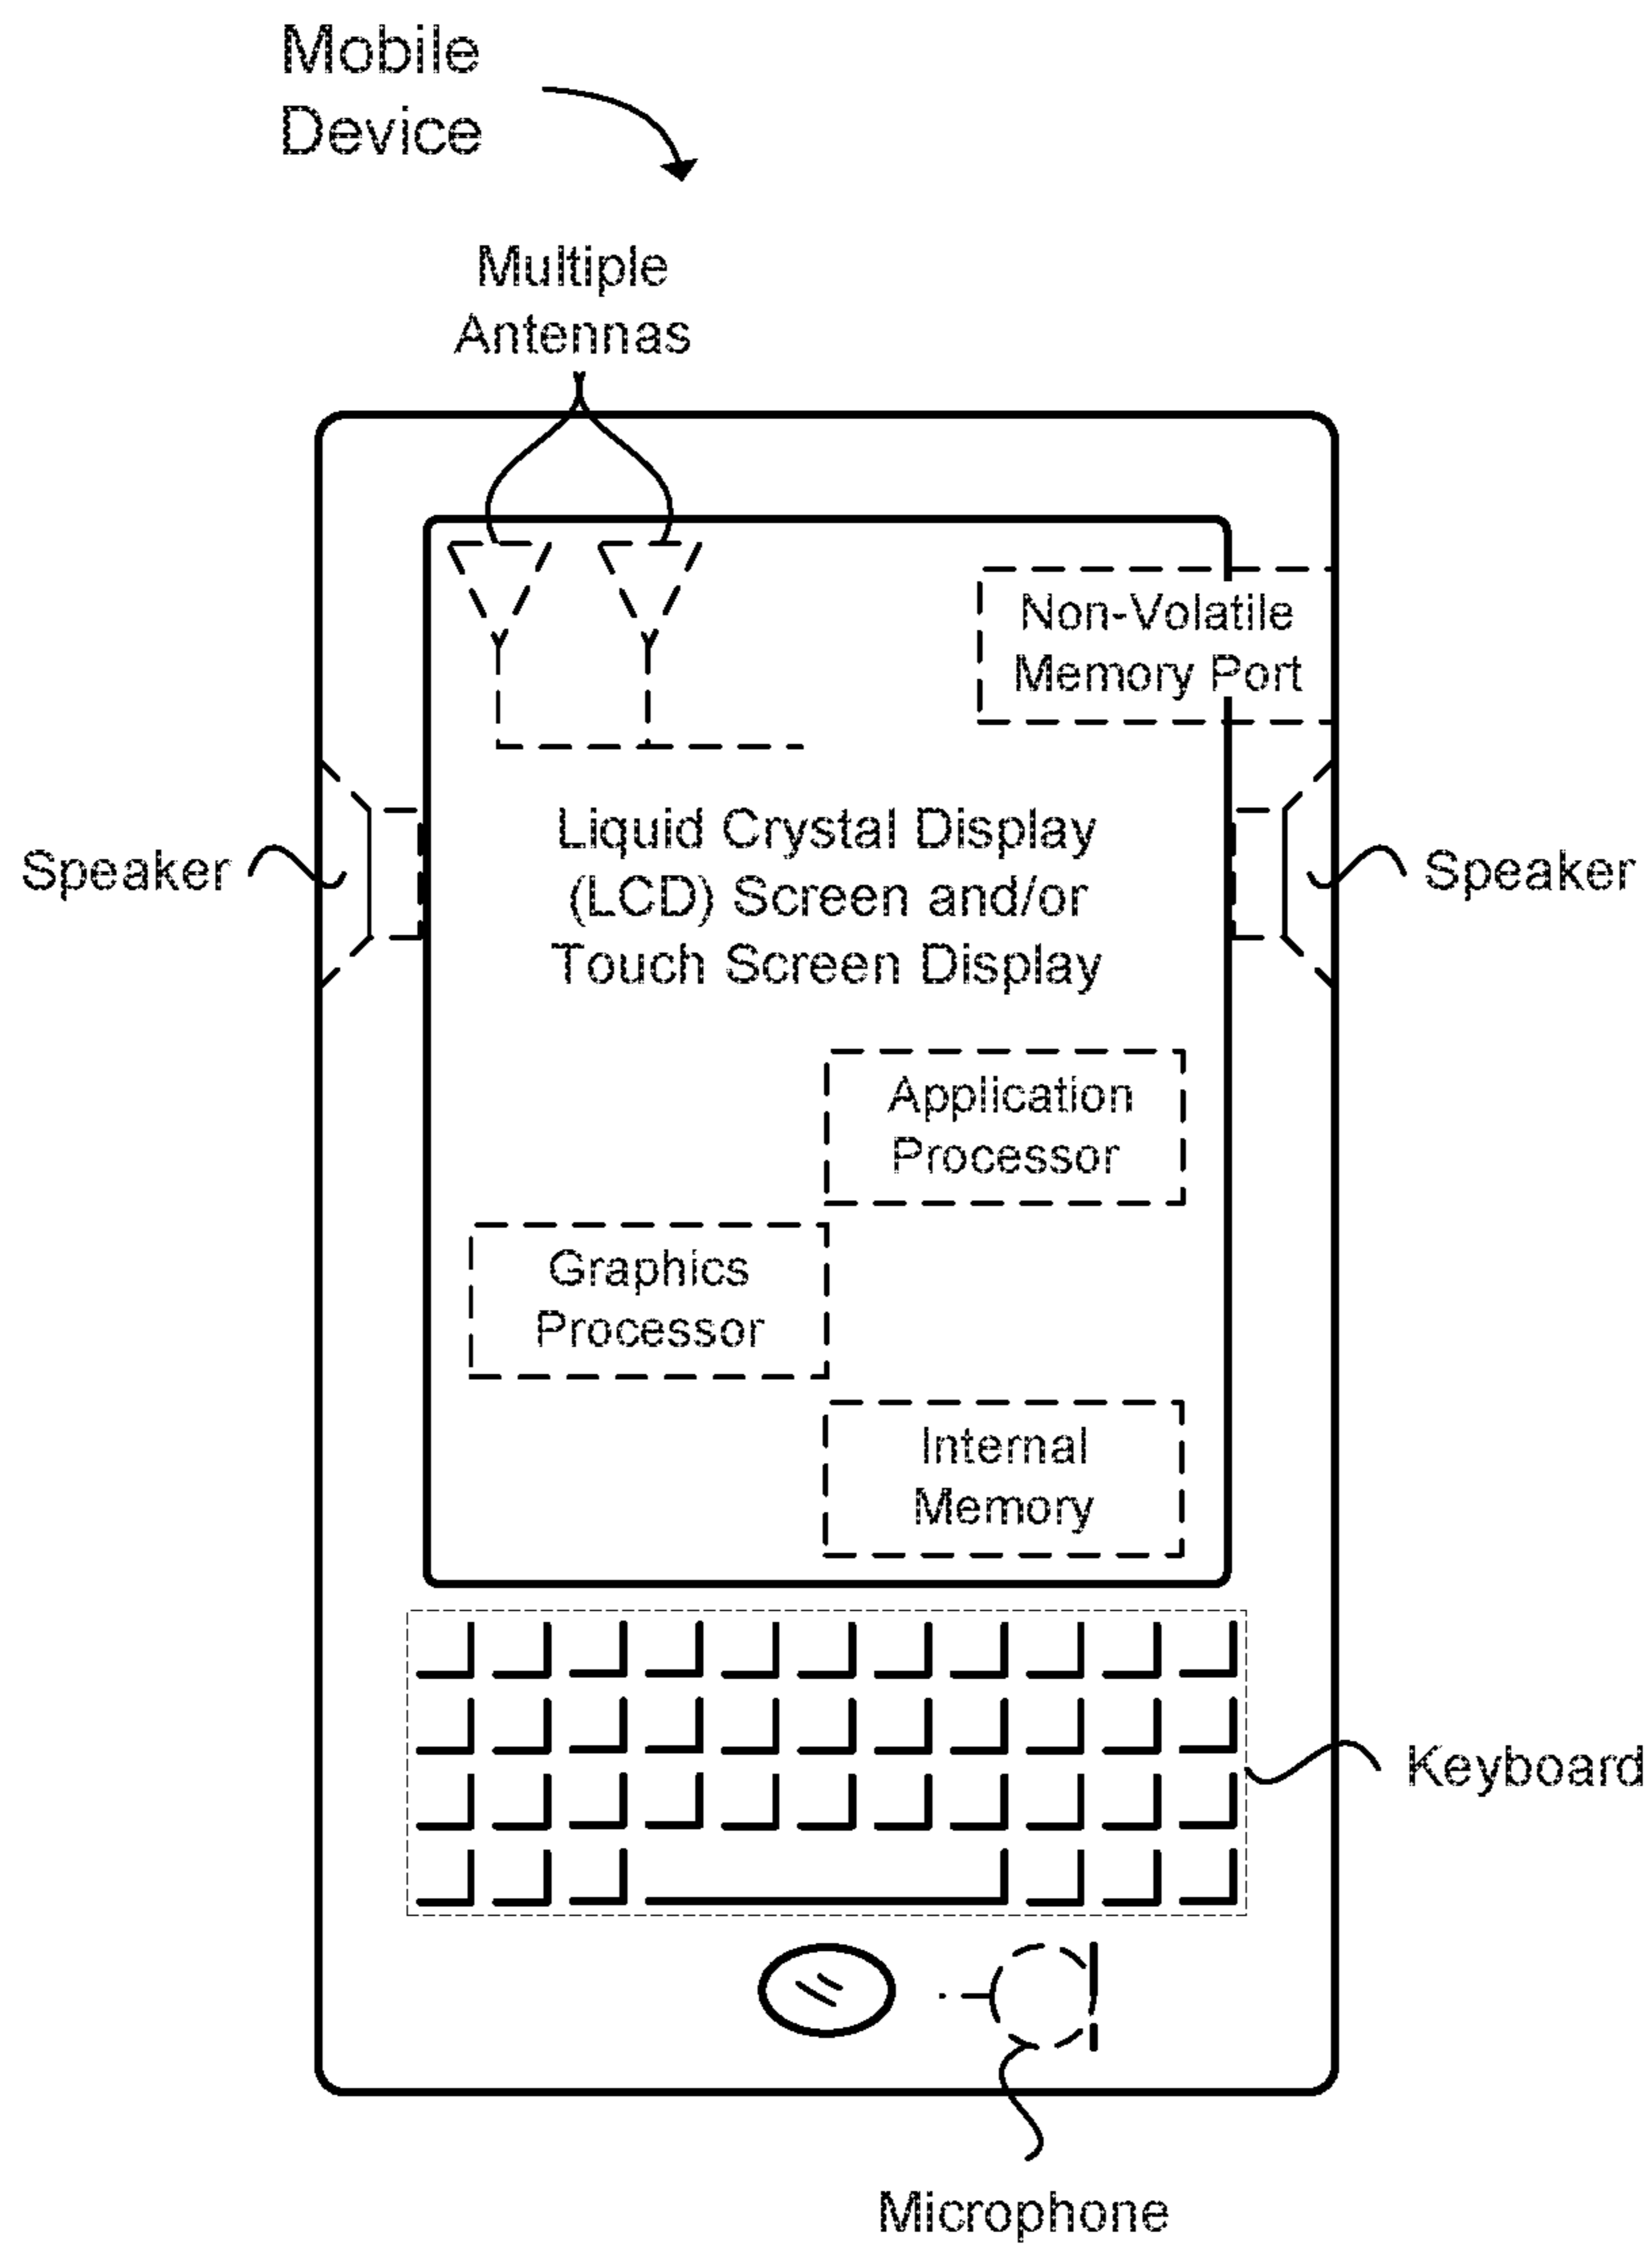 Mobile
Device
Multiple
Antennas
Non-Volatile
Memory Port
Speaker
Liquid Crystal Display
(LCD) Screen and/or
Touch Screen Display
Speaker
Application
Processor
Graphics
Processor
Internal
Memory
Keyboard
Microphone